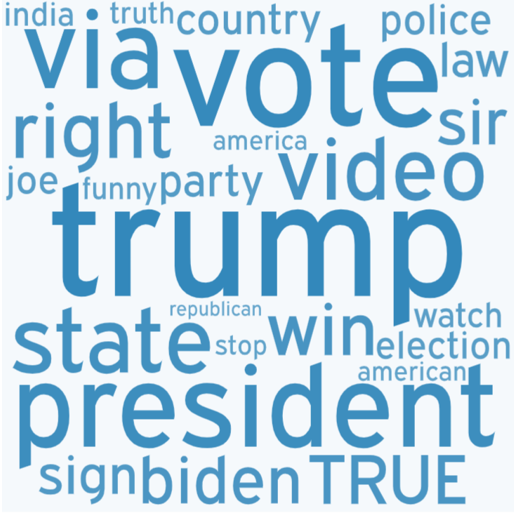 india truth country police
via vote law
right america sir
joe funny party video
trump
republican watch
state stop win election
american
president
sign biden TRUE